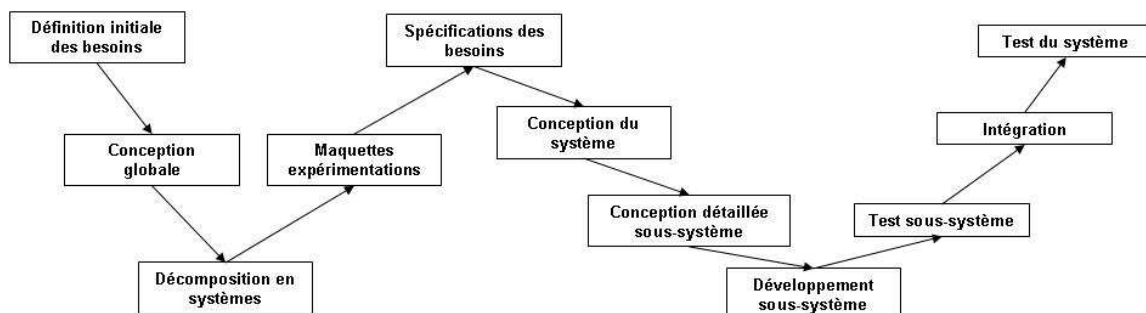 Définition initiale
des besoins
Conception
globale
Décomposition en
systèmes
Maquettes
expérimentations
Spécifications des
besoins
Conception du
système
Conception détaillée
sous-système
Développement
sous-système
Test sous-système
Intégration
Test du système